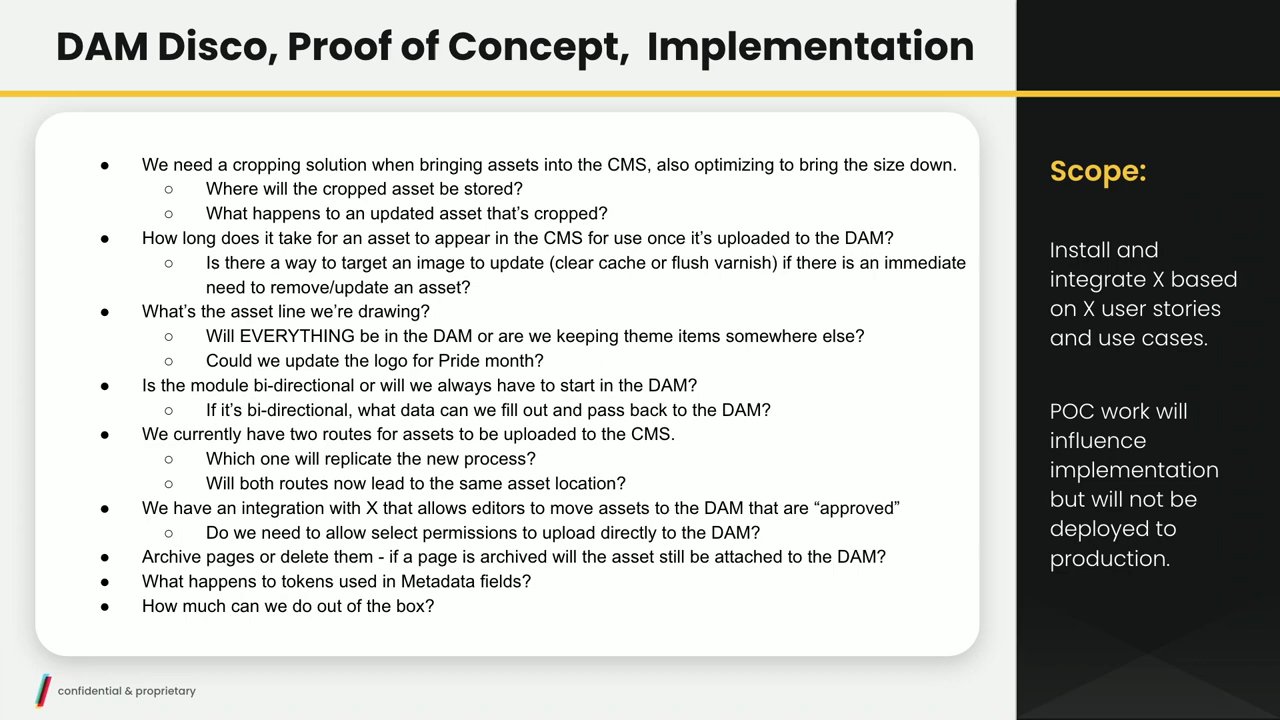 DAM Disco, Proof of Concept,  Implementation
● We need a cropping solution when bringing assets into the CMS, also optimizing to bring the size down.
○ Where will the cropped asset be stored?
○ What happens to an updated asset that’s cropped?
● How long does it take for an asset to appear in the CMS for use once it’s uploaded to the DAM?
○ Is there a way to target an image to update (clear cache or flush varnish) if there is an immediate
need to remove/update an asset?
● What’s the asset line we’re drawing?
○ Will EVERYTHING be in the DAM or are we keeping theme items somewhere else?
○ Could we update the logo for Pride month?
● Is the module bi-directional or will we always have to start in the DAM?
○ If it’s bi-directional, what data can we fill out and pass back to the DAM?
● We currently have two routes for assets to be uploaded to the CMS.
○ Which one will replicate the new process?
○ Will both routes now lead to the same asset location?
● We have an integration with X that allows editors to move assets to the DAM that are “approved”
○ Do we need to allow select permissions to upload directly to the DAM?
● Archive pages or delete them - if a page is archived will the asset still be attached to the DAM?
● What happens to tokens used in Metadata fields?
● How much can we do out of the box?
Scope:
Install and
integrate X based
on X user stories
and use cases.
POC work will
influence
implementation
but will not be
deployed to
production.
confidential & proprietary